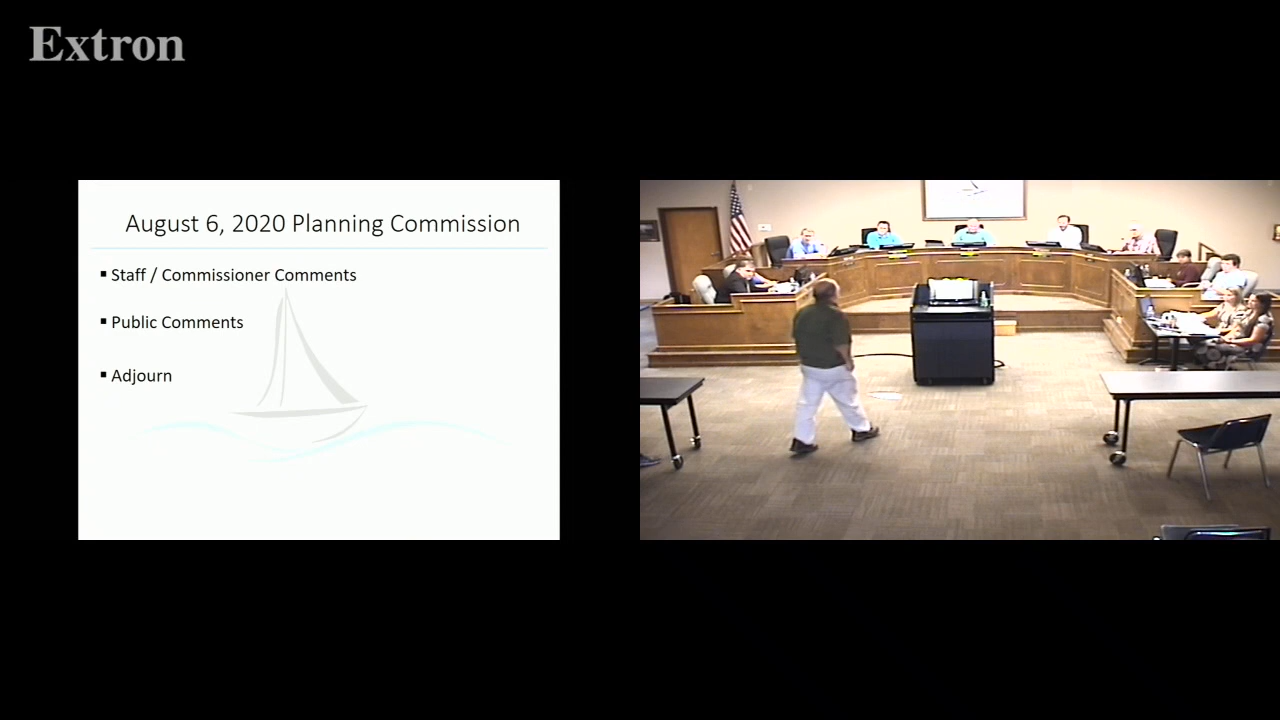 Extron
August 6, 2020 Planning Commission
▪ Staff / Commissioner Comments
▪ Public Comments
▪ Adjourn